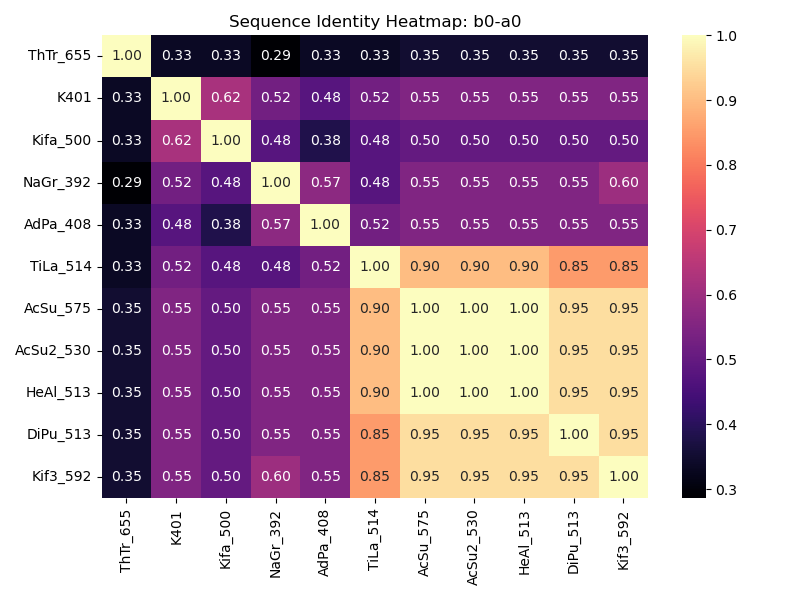 Sequence Identity Heatmap: b0-a0
ThTr_655 1.00 0.33 0.33 0.29 0.33 0.33 0.35 0.35 0.35 0.35 0.35
K401 0.33 1.00 0.62 0.52 0.48 0.52 0.55 0.55 0.55 0.55 0.55
Kifa_500 0.33 0.62 1.00 0.48 0.38 0.48 0.50 0.50 0.50 0.50 0.50
NaGr_392 0.29 0.52 0.48 1.00 0.57 0.48 0.55 0.55 0.55 0.55 0.60
AdPa_408 0.33 0.48 0.38 0.57 1.00 0.52 0.55 0.55 0.55 0.55 0.55
TiLa_514 0.33 0.52 0.48 0.48 0.52 1.00 0.90 0.90 0.90 0.85 0.85
AcSu_575 0.35 0.55 0.50 0.55 0.55 0.90 1.00 1.00 1.00 0.95 0.95
AcSu2_530 0.35 0.55 0.50 0.55 0.55 0.90 1.00 1.00 1.00 0.95 0.95
HeAl_513 0.35 0.55 0.50 0.55 0.55 0.90 1.00 1.00 1.00 0.95 0.95
DiPu_513 0.35 0.55 0.50 0.55 0.55 0.85 0.95 0.95 0.95 1.00 0.95
Kif3_592 0.35 0.55 0.50 0.60 0.55 0.85 0.95 0.95 0.95 0.95 1.00
ThTr_655 K401 Kifa_500 NaGr_392 AdPa_408 TiLa_514 AcSu_575 AcSu2_530 HeAl_513 DiPu_513 Kif3_592
1.0
0.9
0.8
0.7
0.6
0.5
0.4
0.3